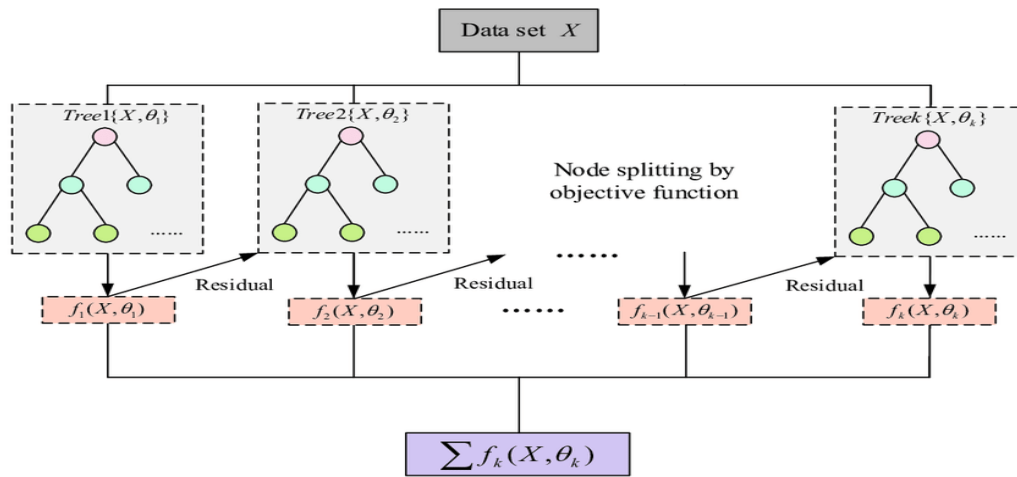 Data set X
Tree1{X,θ₁}
Tree2{X,θ₂}
Treek{X,θₖ}
Node splitting by
objective function
......
......
......
......
Residual
Residual
Residual
......
f₁(X,θ₁)
f₂(X,θ₂)
fₖ₋₁(X,θₖ₋₁)
fₖ(X,θₖ)
∑fₖ(X,θₖ)